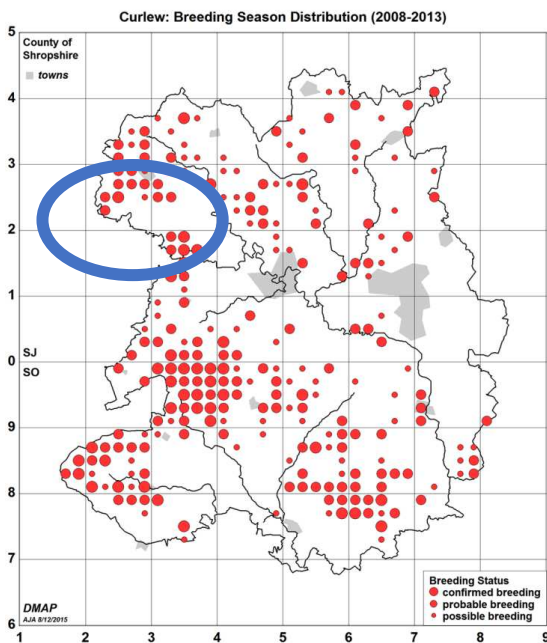 Curlew: Breeding Season Distribution (2008-2013)
5
County of
Shropshire
towns
4
3
2
1
SJ
0
SO
9
8
7
Breeding Status
confirmed breeding
probable breeding
possible breeding
DMAP
AJA 8/12/2015
6
1 2 3 4 5 6 7 8 9